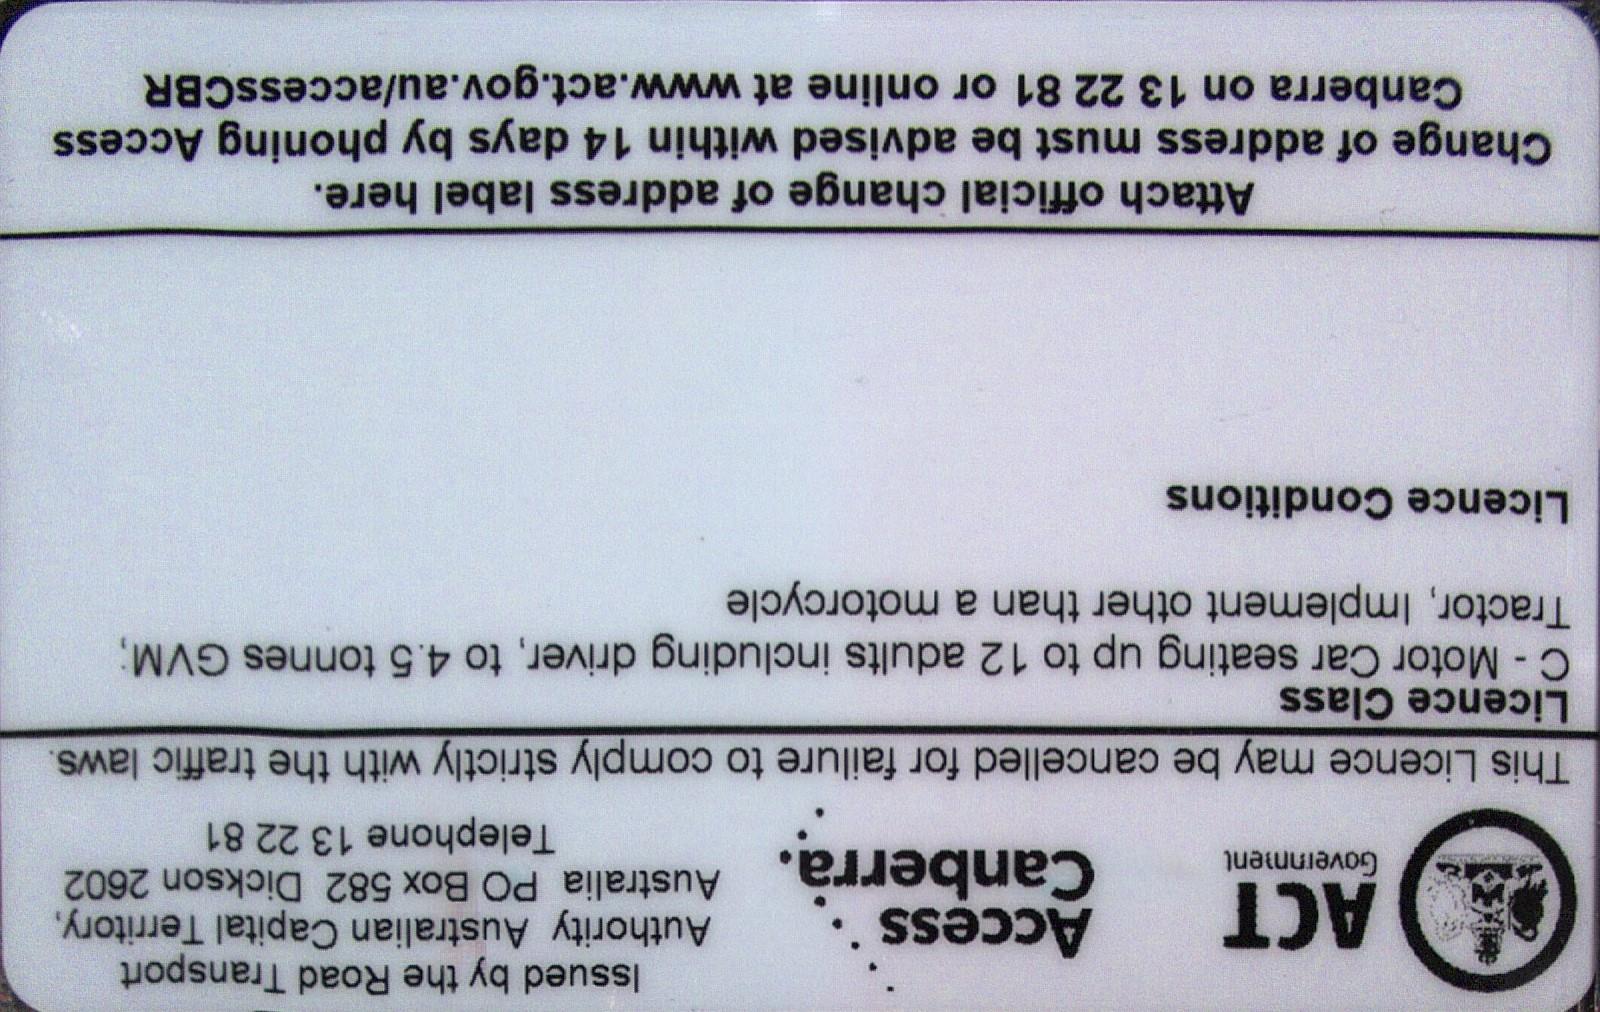 ACT
Government
Access
Canberra.
Issued by the Road Transport
Authority Australian Capital Territory,
Australia PO Box 582 Dickson 2602
Telephone 13 22 81
This Licence may be cancelled for failure to comply strictly with the traffic laws.
Licence Class
C - Motor Car seating up to 12 adults including driver, to 4.5 tonnes GVM;
Tractor, Implement other than a motorcycle
Licence Conditions
Attach official change of address label here.
Change of address must be advised within 14 days by phoning Access
Canberra on 13 22 81 or online at www.act.gov.au/accessCBR